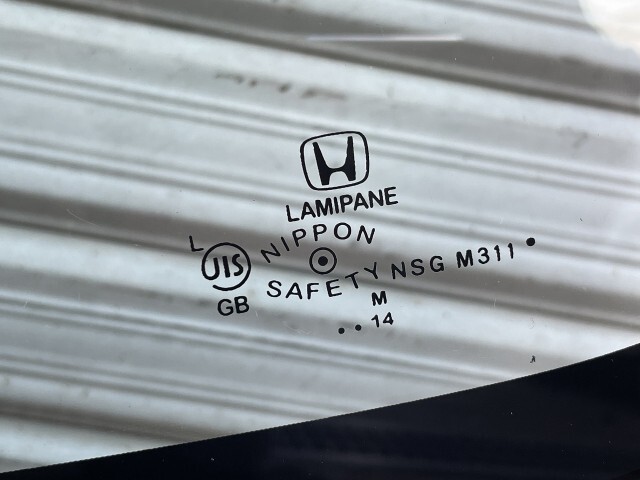 LAMIPANE
L
JIS
GB
NIPPON
SAFETY NSG M311 •
M
•• 14